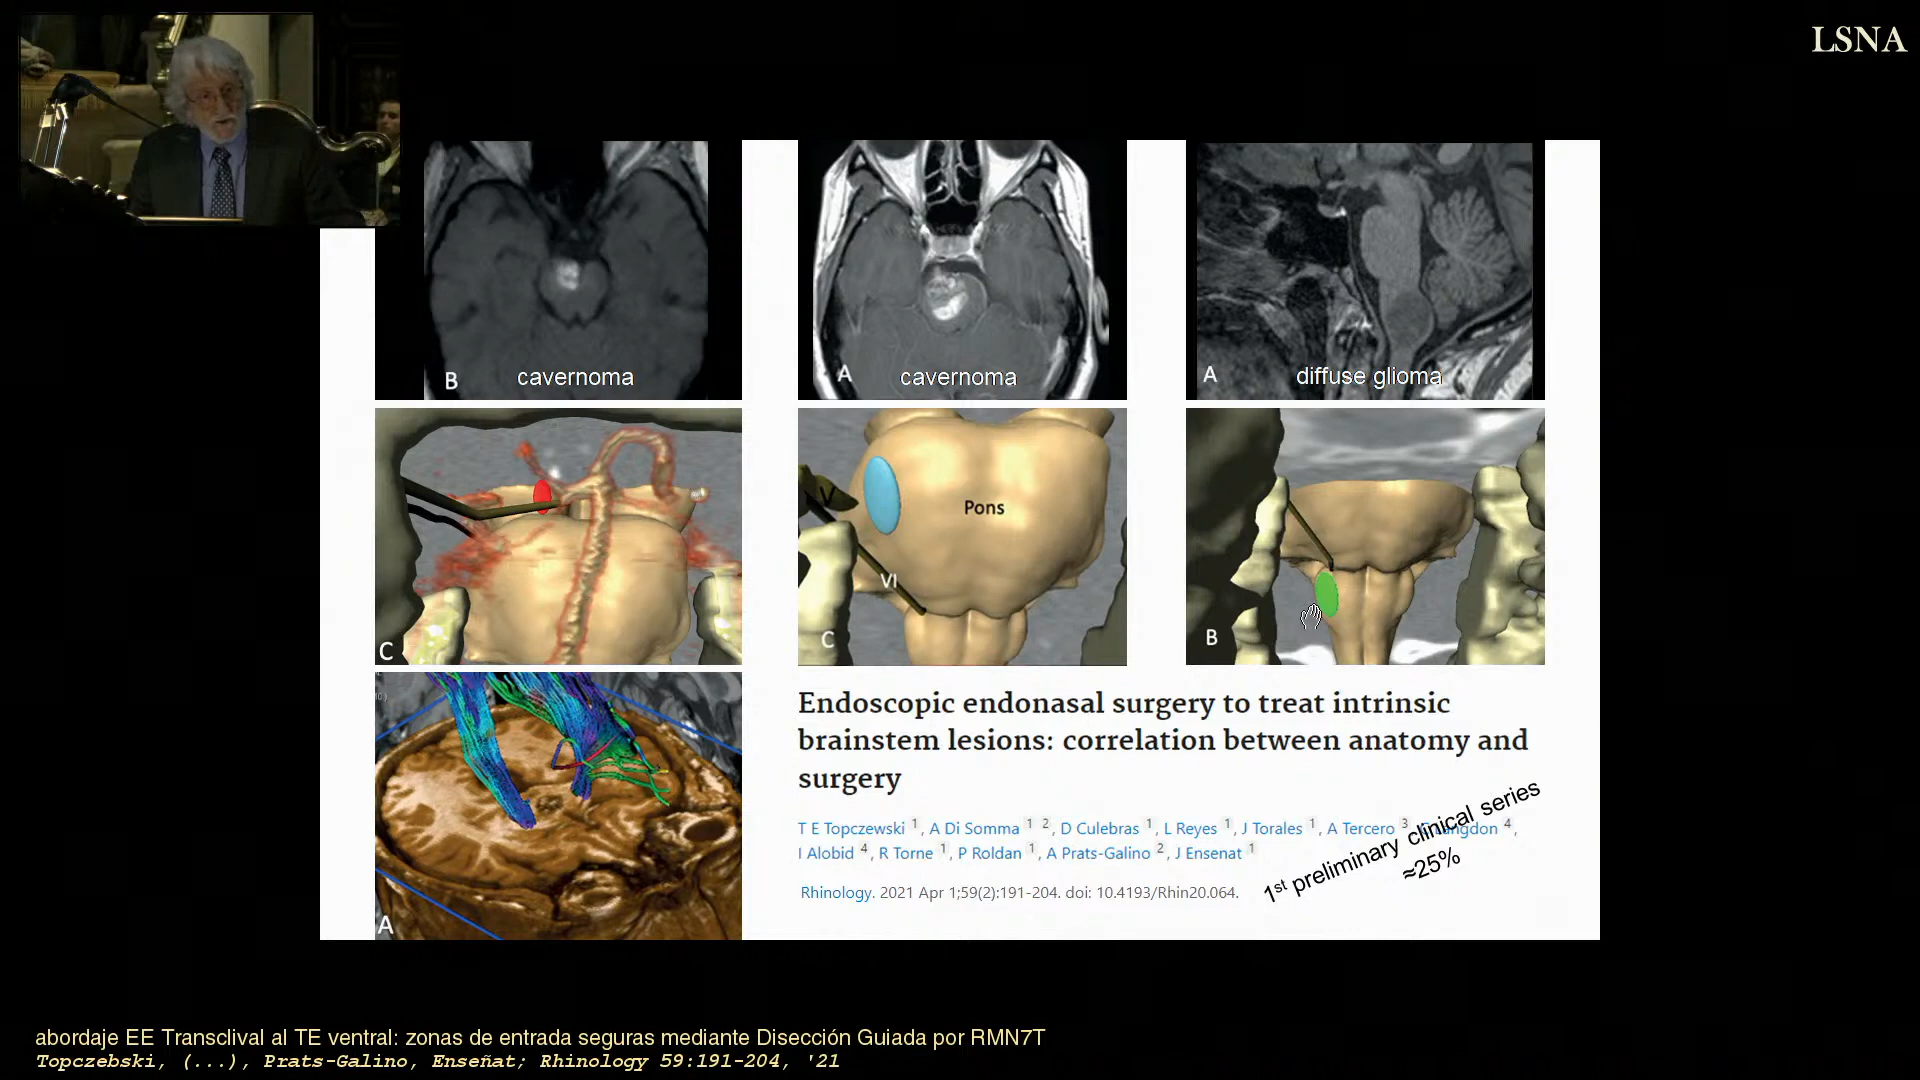 LSNA
B
cavernoma
A
cavernoma
A
diffuse glioma
C
V
Pons
VI
C
B
A
Endoscopic endonasal surgery to treat intrinsic
brainstem lesions: correlation between anatomy and
surgery
T E Topczewski 1, A Di Somma 1 2, D Culebras 1, L Reyes 1, J Torales 1, A Tercero 3, Langdon 4,
I Alobid 4, R Torne 1, P Roldan 1, A Prats-Galino 2, J Ensenat 1
Rhinology. 2021 Apr 1;59(2):191-204. doi: 10.4193/Rhin20.064.
1st preliminary clinical series
≈25%
abordaje EE Transclival al TE ventral: zonas de entrada seguras mediante Disección Guiada por RMN7T
Topczebski, (...), Prats-Galino, Enseñat; Rhinology 59:191-204, '21